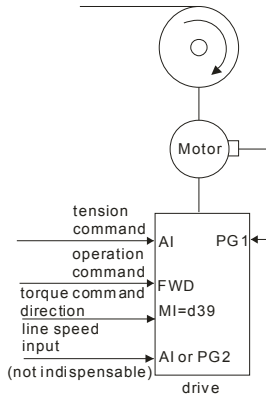 Motor
tension
command
AI
PG1
operation
command
FWD
torque command
direction
MI=d39
line speed
input
AI or PG2
(not indispensable)
drive